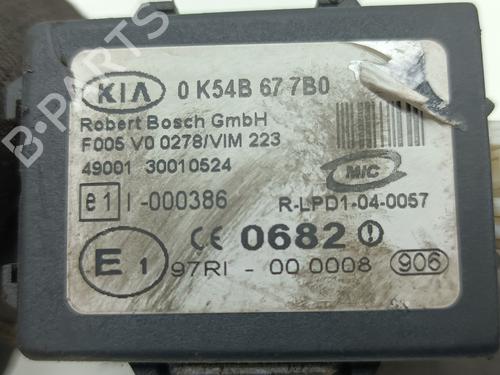 B-PARTS
KIA 0 K54B 67 7B0
Robert Bosch GmbH
F005 V0 0278/VIM 223
49001 30010524
MIC
e1 I-000386 R-LPD1-04-0057
CE 0682 !
E 1 97RI - 00 0008 906